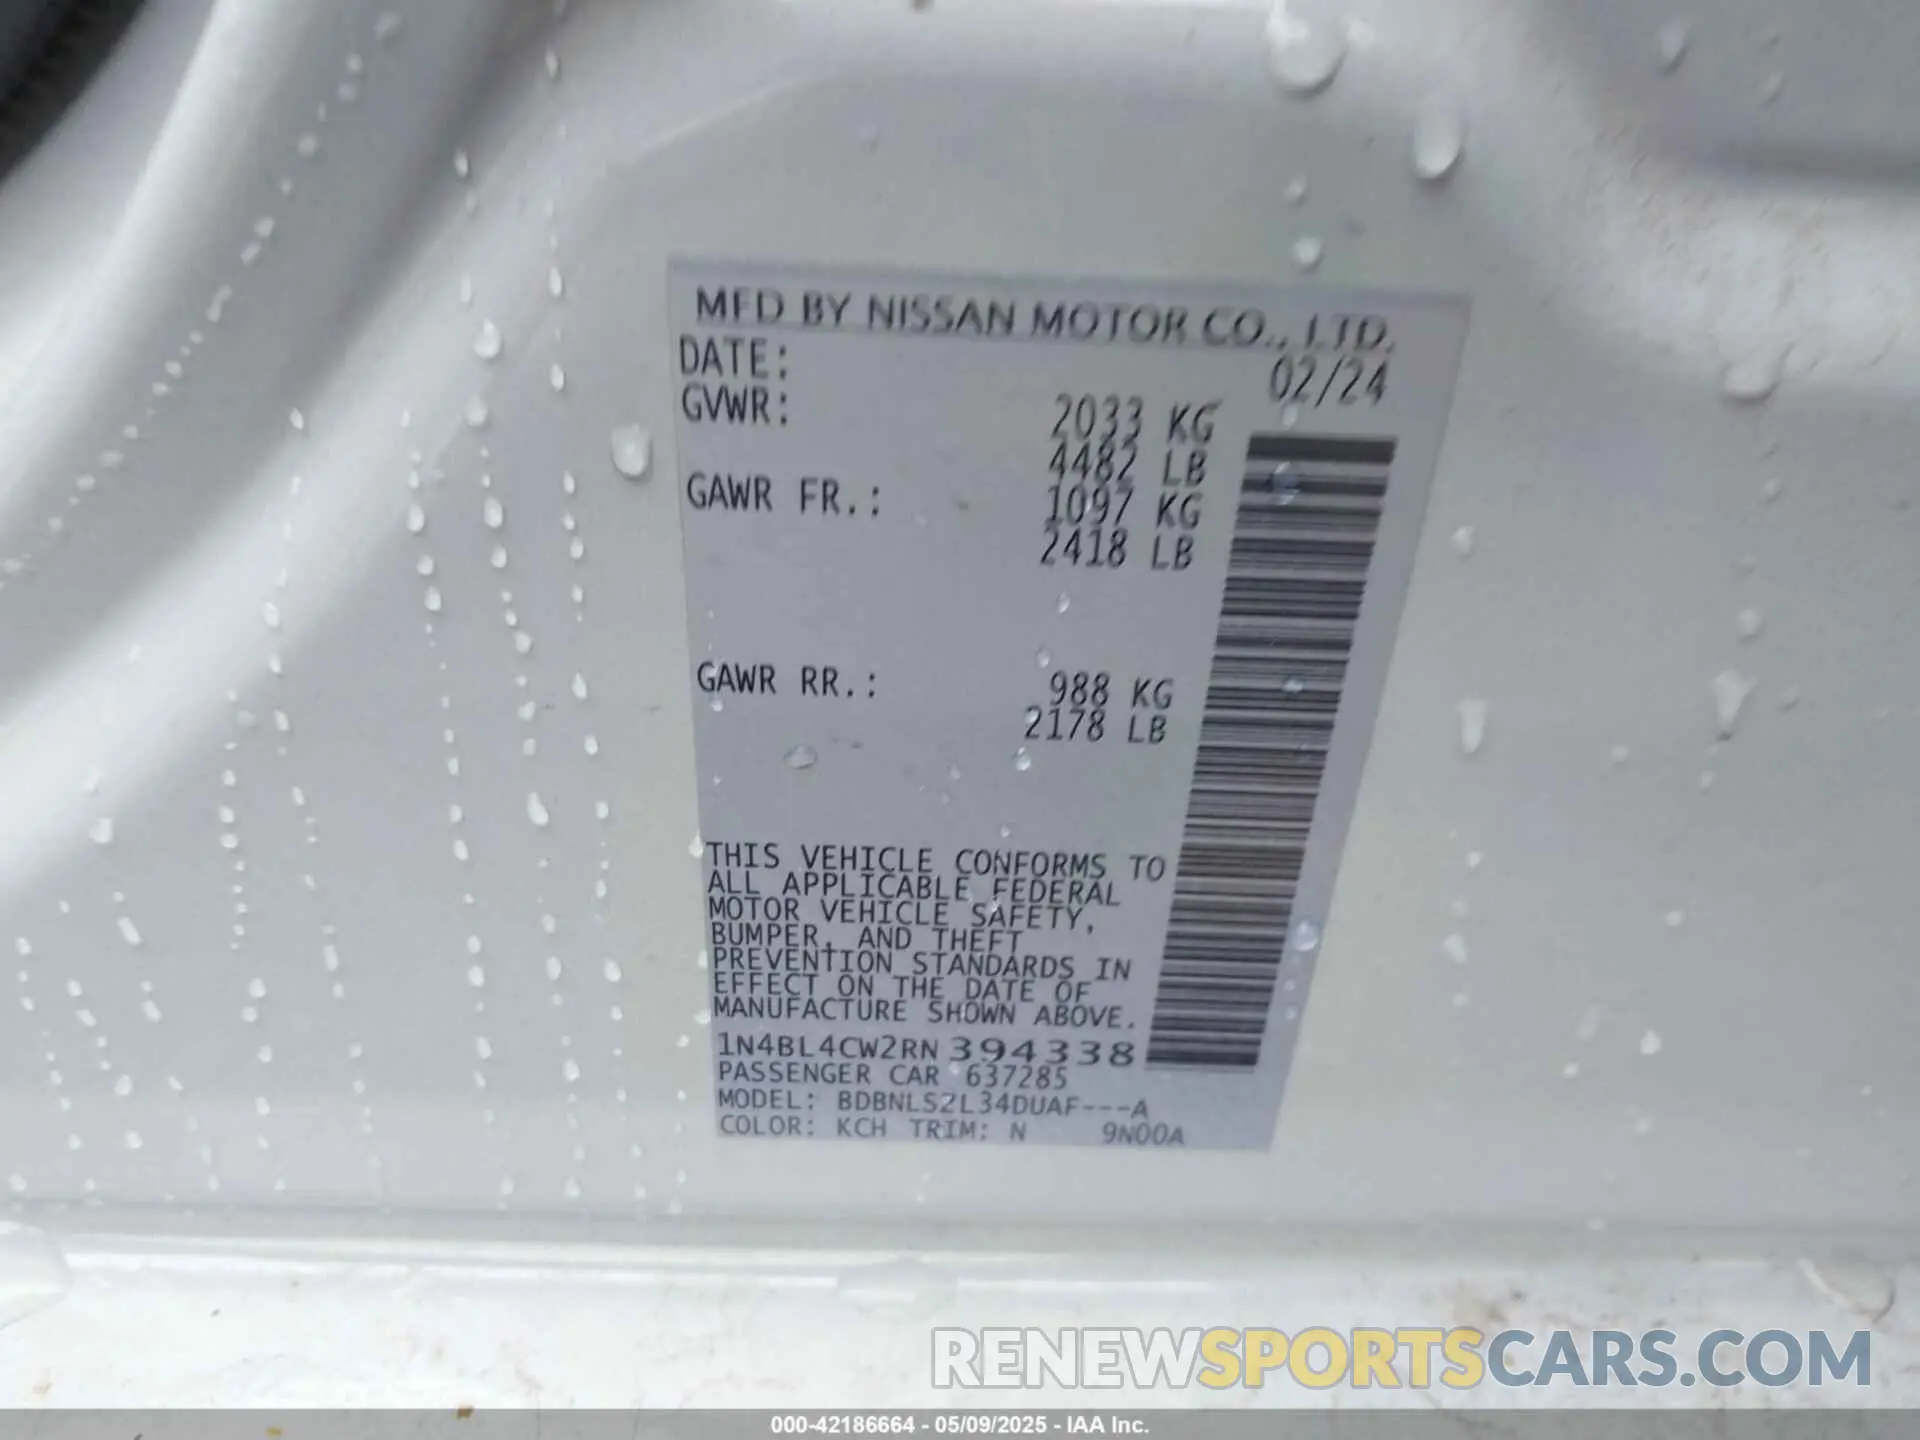 MFD BY NISSAN MOTOR CO., LTD.
DATE: 02/24
GVWR: 2033 KG
4482 LB
GAWR FR.: 1097 KG
2418 LB
GAWR RR.: 988 KG
2178 LB
THIS VEHICLE CONFORMS TO
ALL APPLICABLE FEDERAL
MOTOR VEHICLE SAFETY,
BUMPER, AND THEFT
PREVENTION STANDARDS IN
EFFECT ON THE DATE OF
MANUFACTURE SHOWN ABOVE.
1N4BL4CW2RN394338
PASSENGER CAR 637285
MODEL: BDBNLS2L34DUAF---A
COLOR: KCH TRIM: N 9N00A
RENEWSPORTSCARS.COM
000-42186664 - 05/09/2025 - IAA Inc.